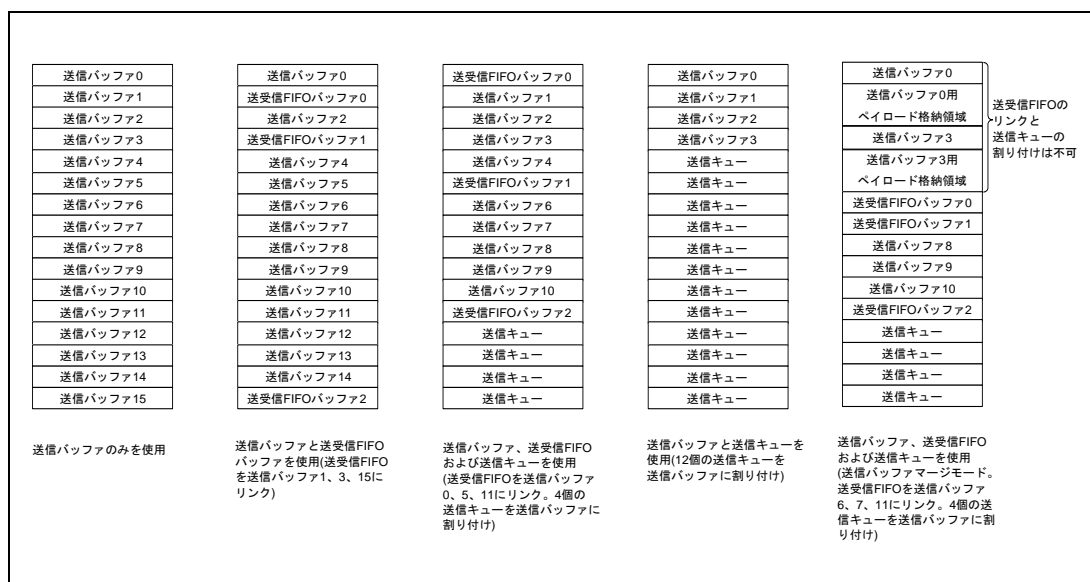 送信バッファ0
送信バッファ1
送信バッファ2
送信バッファ3
送信バッファ4
送信バッファ5
送信バッファ6
送信バッファ7
送信バッファ8
送信バッファ9
送信バッファ10
送信バッファ11
送信バッファ12
送信バッファ13
送信バッファ14
送信バッファ15
送信バッファのみを使用
送信バッファ0
送受信FIFOバッファ0
送信バッファ2
送受信FIFOバッファ1
送信バッファ4
送信バッファ5
送信バッファ6
送信バッファ7
送信バッファ8
送信バッファ9
送信バッファ10
送信バッファ11
送信バッファ12
送信バッファ13
送信バッファ14
送受信FIFOバッファ2
送信バッファと送受信FIFO
バッファを使用(送受信FIFO
を送信バッファ1、3、15に
リンク)
送受信FIFOバッファ0
送信バッファ1
送信バッファ2
送信バッファ3
送信バッファ4
送受信FIFOバッファ1
送信バッファ6
送信バッファ7
送信バッファ8
送信バッファ9
送信バッファ10
送受信FIFOバッファ2
送信キュー
送信キュー
送信キュー
送信キュー
送信バッファ、送受信FIFO
および送信キューを使用
(送受信FIFOを送信バッファ
0、5、11にリンク。4個の
送信キューを送信バッファに
割り付け)
送信バッファ0
送信バッファ1
送信バッファ2
送信バッファ3
送信キュー
送信キュー
送信キュー
送信キュー
送信キュー
送信キュー
送信キュー
送信キュー
送信キュー
送信キュー
送信キュー
送信キュー
送信バッファと送信キューを
使用(12個の送信キューを
送信バッファに割り付け)
送信バッファ0
送信バッファ0用
ペイロード格納領域
送信バッファ3
送信バッファ3用
ペイロード格納領域
送受信FIFOバッファ0
送受信FIFOバッファ1
送信バッファ8
送信バッファ9
送信バッファ10
送受信FIFOバッファ2
送信キュー
送信キュー
送信キュー
送信キュー
送受信FIFOの
リンクと
送信キューの
割り付けは不可
送信バッファ、送受信FIFO
および送信キューを使用
(送信バッファマージモード。
送受信FIFOを送信バッファ
6、7、11にリンク。4個の送
信キューを送信バッファに割
り付け)